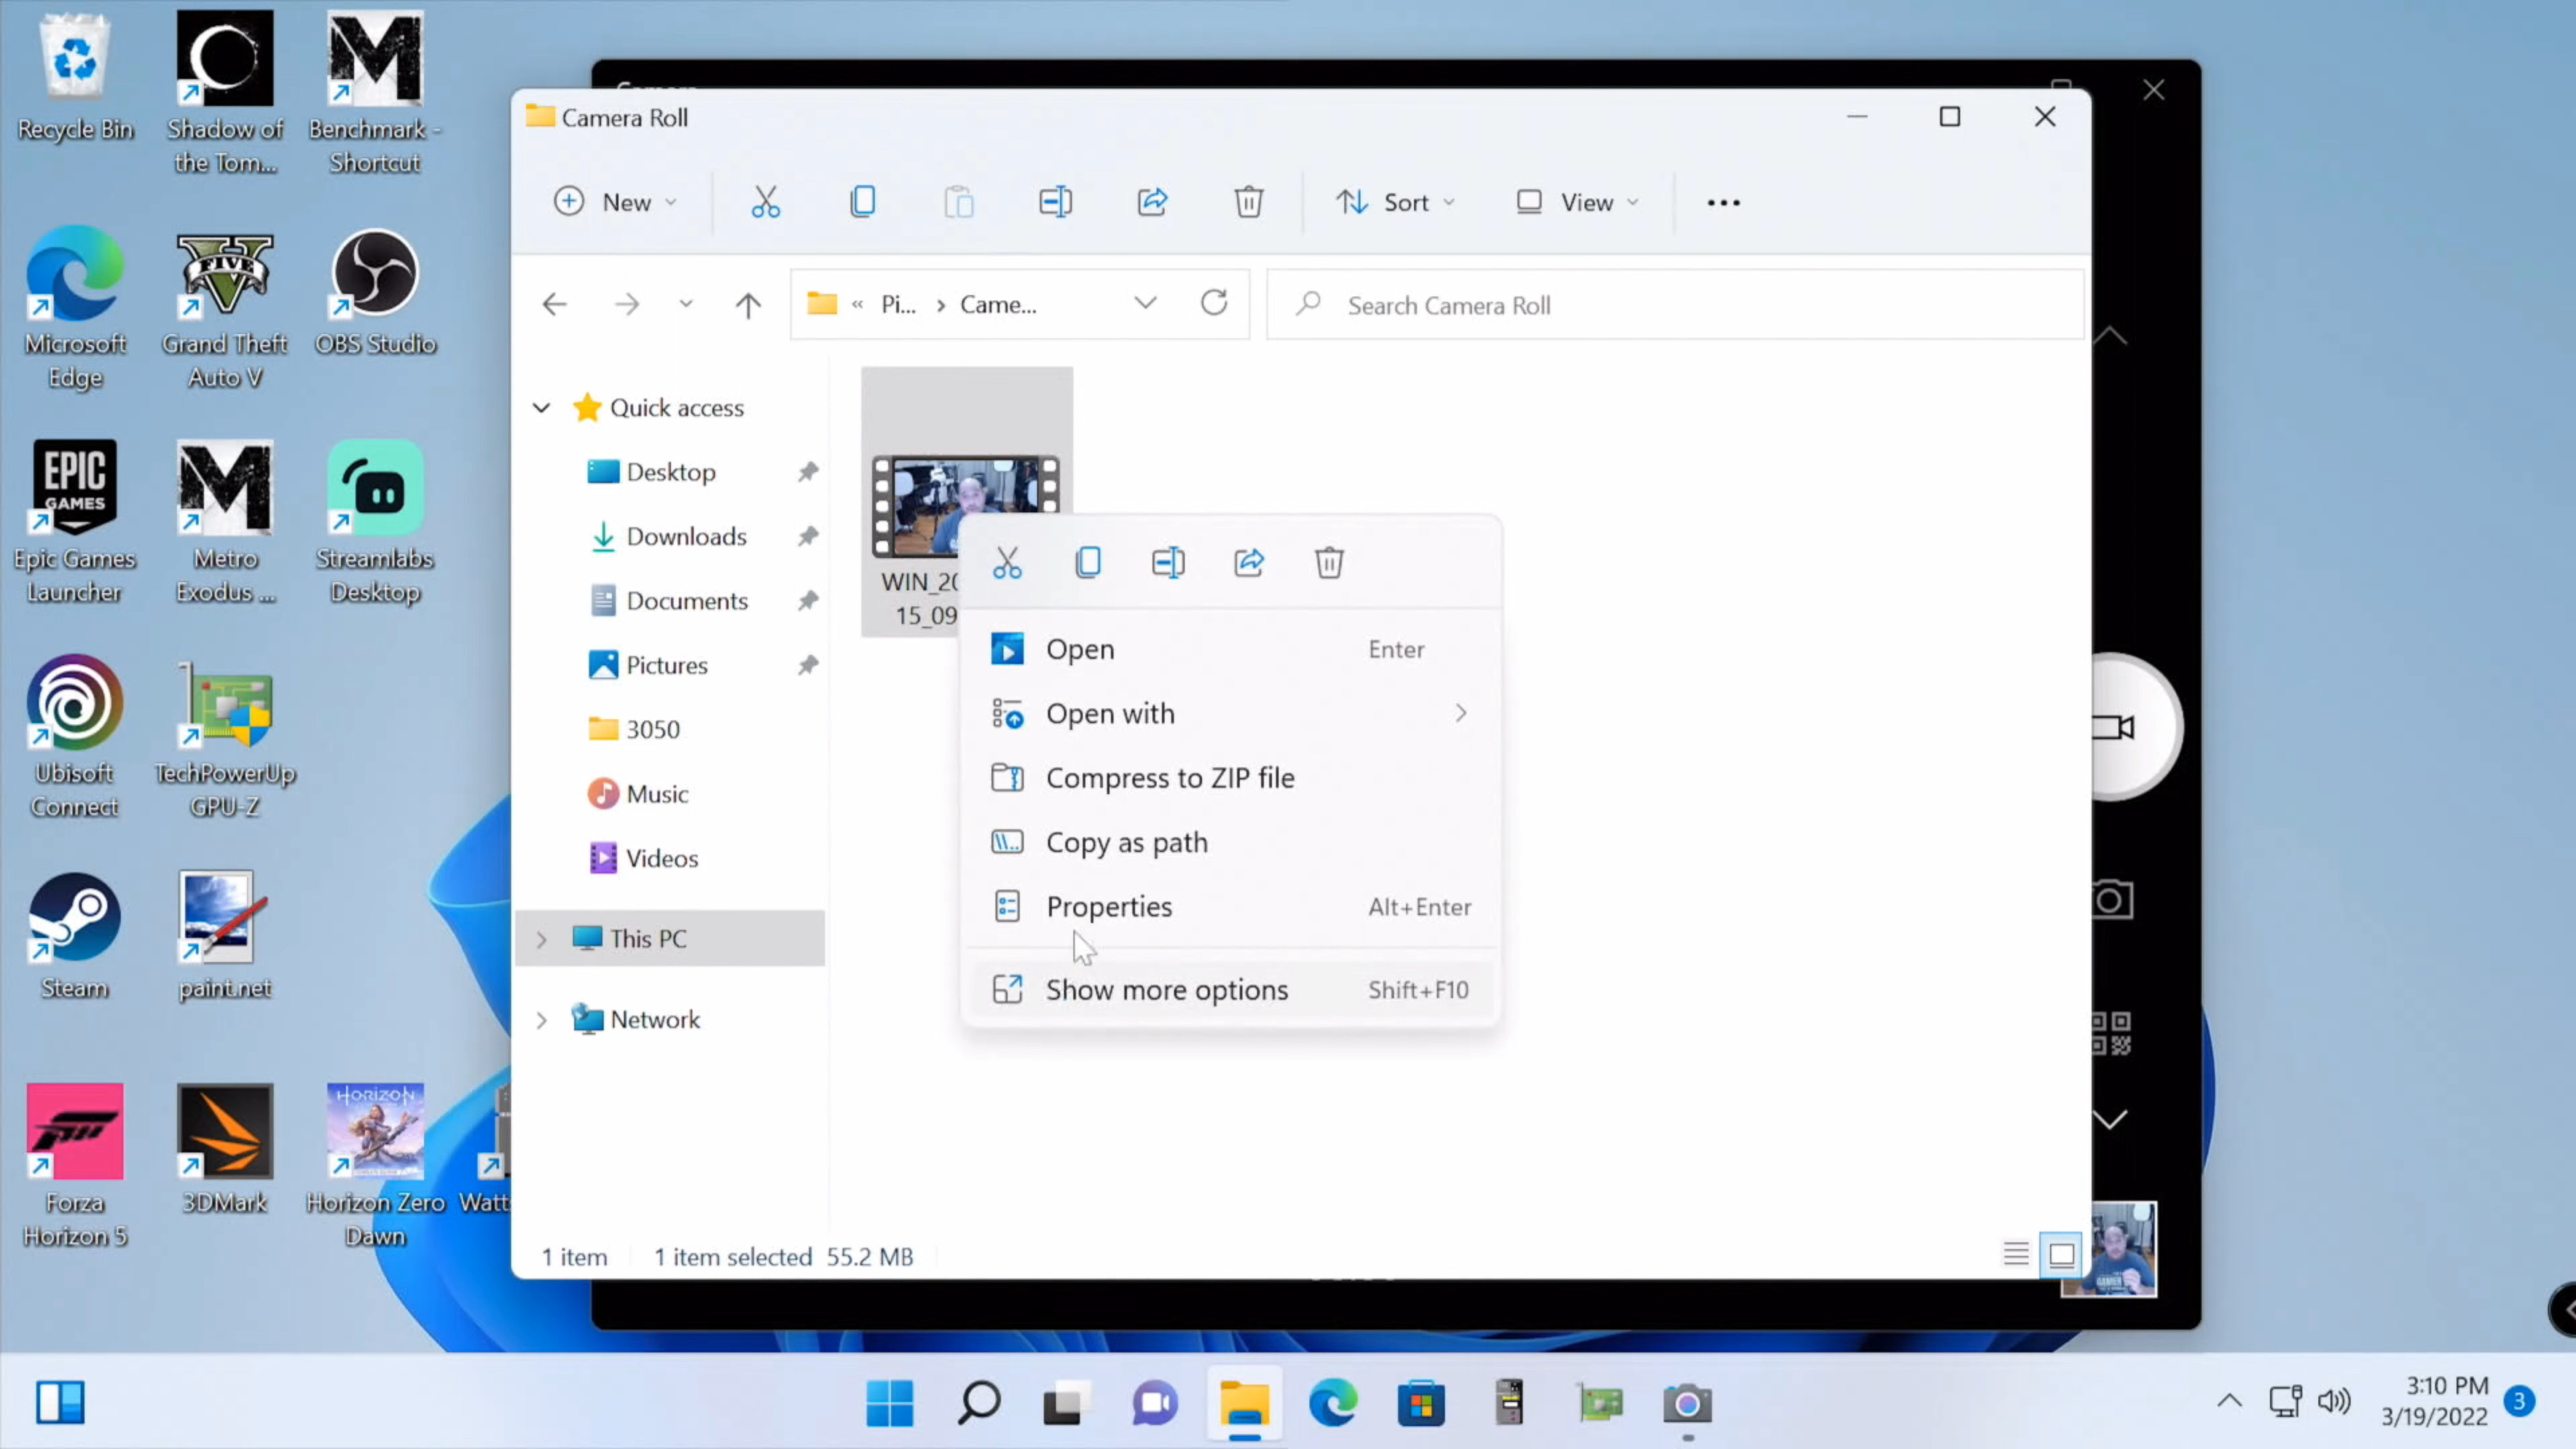 Recycle Bin
Shadow of
the Tom...
Benchmark -
Shortcut
Microsoft
Edge
FIVE
Grand Theft
Auto V
OBS Studio
EPIC
GAMES
Epic Games
Launcher
Metro
Exodus ...
Streamlabs
Desktop
Ubisoft
Connect
TechPowerUp
GPU-Z
Steam
paint.net
Forza
Horizon 5
3DMark
HORIZON
Horizon Zero
Dawn
Watt
Camera Roll
New
Sort
View
Pi...
Came...
Search Camera Roll
Quick access
Desktop
Downloads
Documents
Pictures
3050
Music
Videos
This PC
Network
WIN_20
15_09
Open Enter
Open with
Compress to ZIP file
Copy as path
Properties Alt+Enter
Show more options Shift+F10
1 item
1 item selected 55.2 MB
3:10 PM
3/19/2022
3